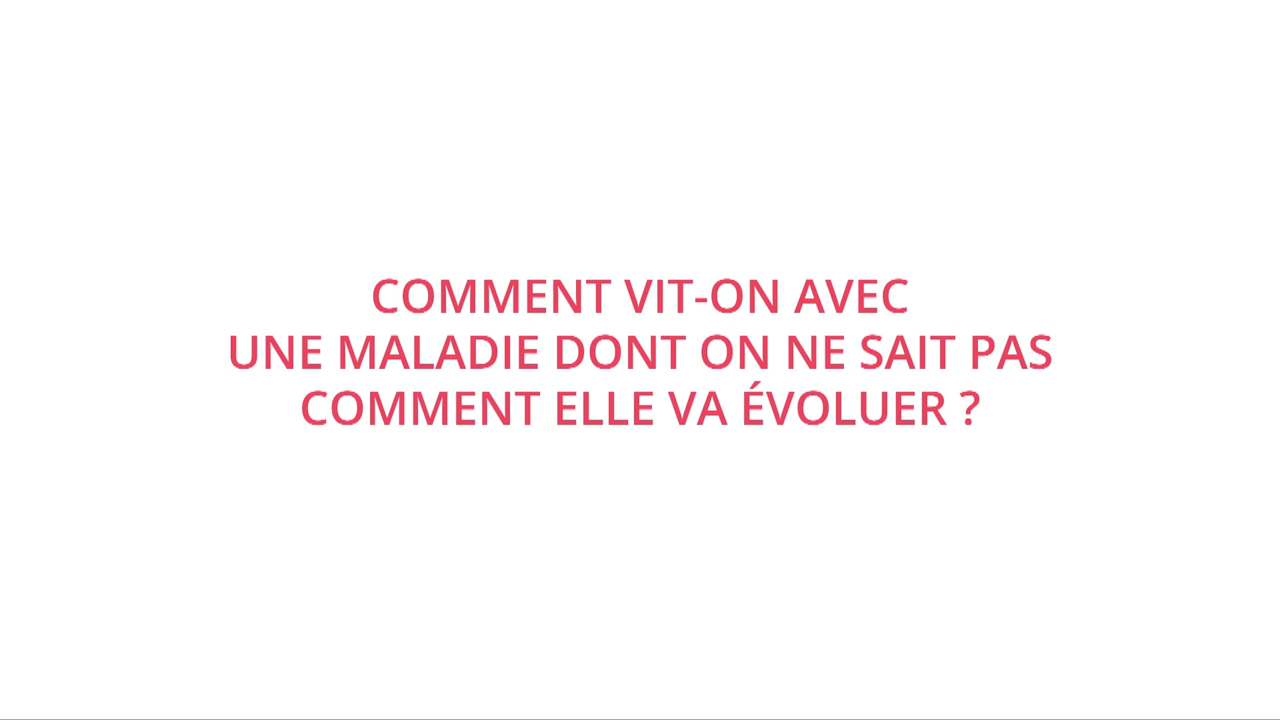 COMMENT VIT-ON AVEC
UNE MALADIE DONT ON NE SAIT PAS
COMMENT ELLE VA ÉVOLUER ?